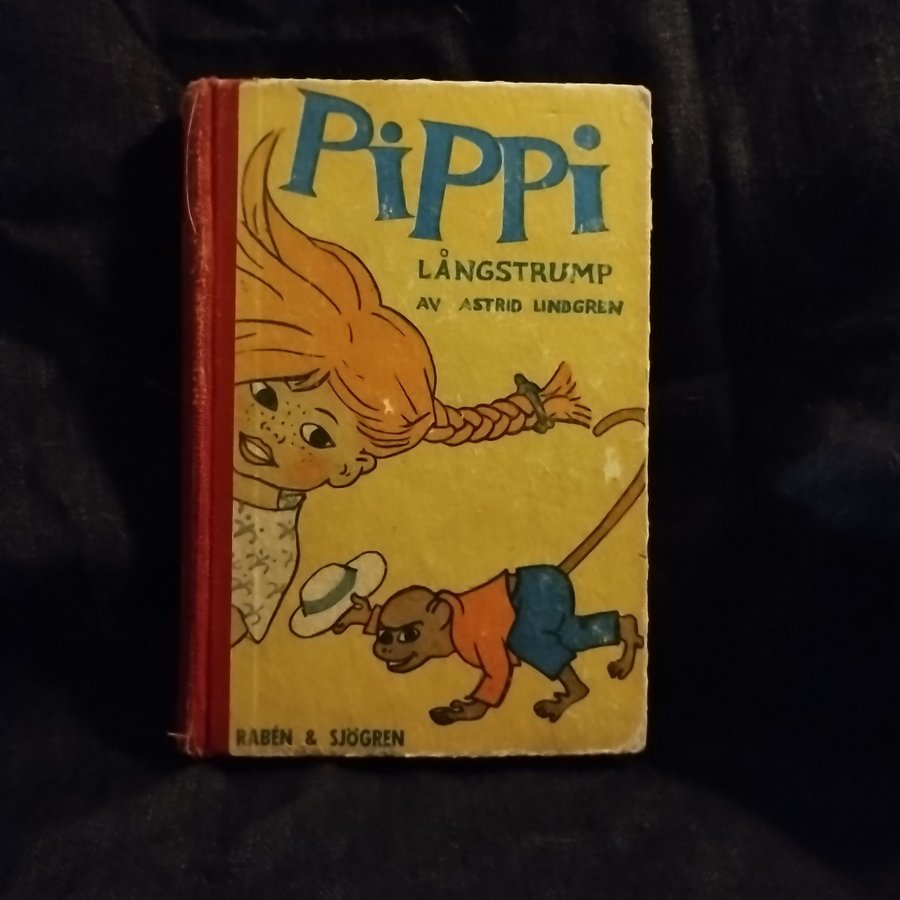 PiPPi
LÅNGSTRUMP
AV ASTRID LINDGREN
RABÉN & SJÖGREN